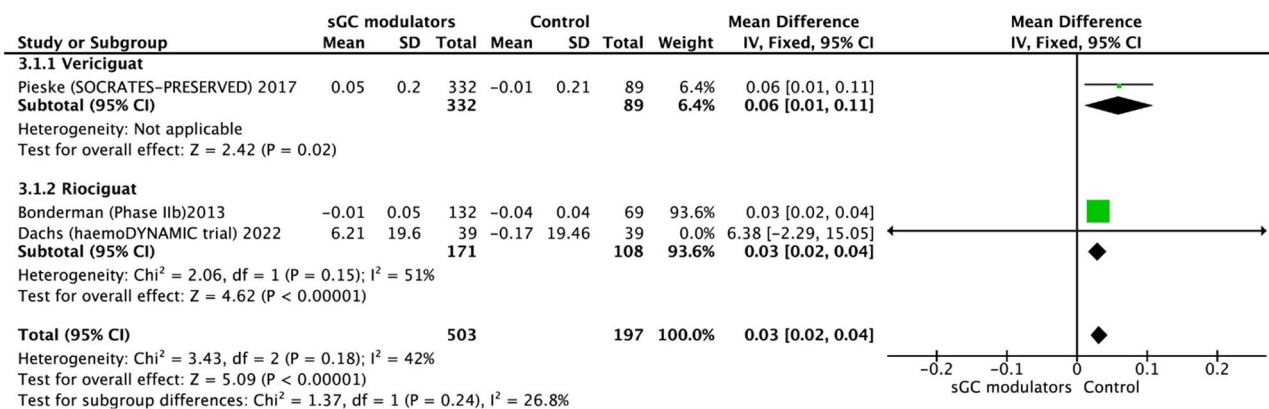 sGC modulators Control Mean Difference Mean Difference
Study or Subgroup Mean SD Total Mean SD Total Weight IV, Fixed, 95% CI IV, Fixed, 95% CI
3.1.1 Vericiguat
Pieske (SOCRATES-PRESERVED) 2017 0.05 0.2 332 -0.01 0.21 89 6.4% 0.06 [0.01, 0.11]
Subtotal (95% CI) 332 89 6.4% 0.06 [0.01, 0.11]
Heterogeneity: Not applicable
Test for overall effect: Z = 2.42 (P = 0.02)
3.1.2 Riociguat
Bonderman (Phase IIb)2013 -0.01 0.05 132 -0.04 0.04 69 93.6% 0.03 [0.02, 0.04]
Dachs (haemoDYNAMIC trial) 2022 6.21 19.6 39 -0.17 19.46 39 0.0% 6.38 [-2.29, 15.05]
Subtotal (95% CI) 171 108 93.6% 0.03 [0.02, 0.04]
Heterogeneity: Chi² = 2.06, df = 1 (P = 0.15); I² = 51%
Test for overall effect: Z = 4.62 (P < 0.00001)
Total (95% CI) 503 197 100.0% 0.03 [0.02, 0.04]
Heterogeneity: Chi² = 3.43, df = 2 (P = 0.18); I² = 42%
Test for overall effect: Z = 5.09 (P < 0.00001)
Test for subgroup differences: Chi² = 1.37, df = 1 (P = 0.24), I² = 26.8%
-0.2 -0.1 0 0.1 0.2
sGC modulators Control